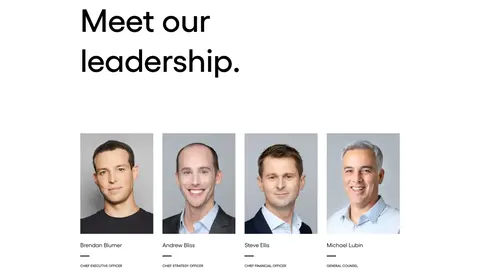 Meet our
leadership.
Brendan Blumer
Andrew Bliss
Steve Ellis
Michael Lubin
CHIEF EXECUTIVE OFFICER
CHIEF STRATEGY OFFICER
CHIEF FINANCIAL OFFICER
GENERAL COUNSEL